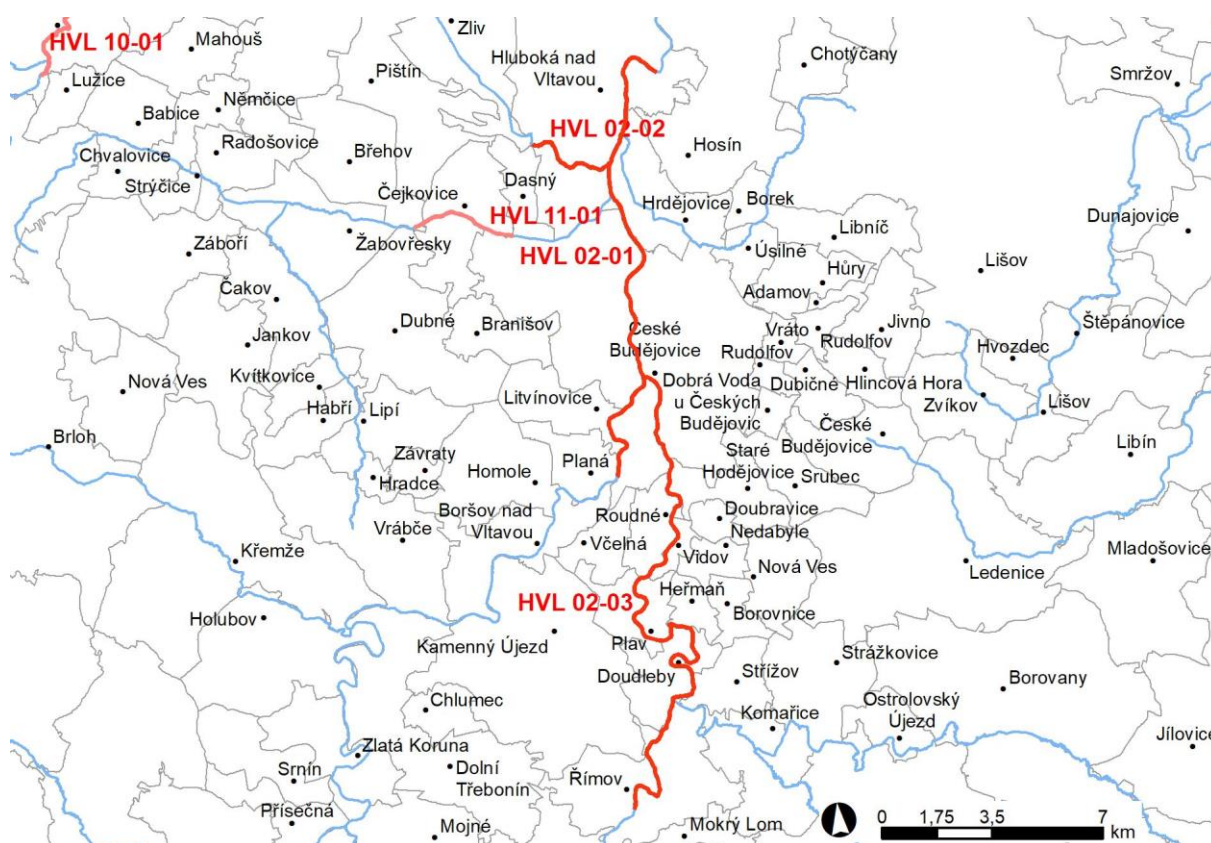 Zliv
HVL 10-01
Mahouš
Hluboká nad
Vltavou
Chotýčany
Pištín
Smržov
Lužice
Němčice
Babice
HVL 02-02
Radošovice
Břehov
Hosín
Chvalovice
Strýčice
Čejkovice
Dasný
HVL 11-01
Hrdějovice
Borek
Dunajovice
Libníč
Žabovřesky
HVL 02-01
Úsilné
Záboří
Lišov
Hůry
Čakov
Adamov
Dubné
Branišov
České
Budějovice
Vráto
Rudolfov
Jivno
Štěpánovice
Jankov
Rudolfov
Hvozdec
Kvítkovice
Dobrá Voda
u Českých
Budějovic
Dubičné
Hlincová Hora
Nová Ves
Litvínovice
Zvíkov
Lišov
Habří
Lipí
České
Budějovice
Brloh
Libín
Závraty
Staré
Hodějovice
Planá
Homole
Hradce
Srubec
Boršov nad
Vltavou
Roudné
Doubravice
Vrábče
Včelná
Nedabyle
Vidov
Křemže
Mladošovice
Nová Ves
Ledenice
Heřmaň
HVL 02-03
Borovnice
Holubov
Kamenný Újezd
Plav
Doudleby
Strážkovice
Střížov
Borovany
Chlumec
Komařice
Ostrolovský
Újezd
Jílovice
Zlatá Koruna
Dolní
Třebonín
Srnín
Římov
Přísečná
Mojné
Mokrý Lom
0 1,75 3,5 7
km